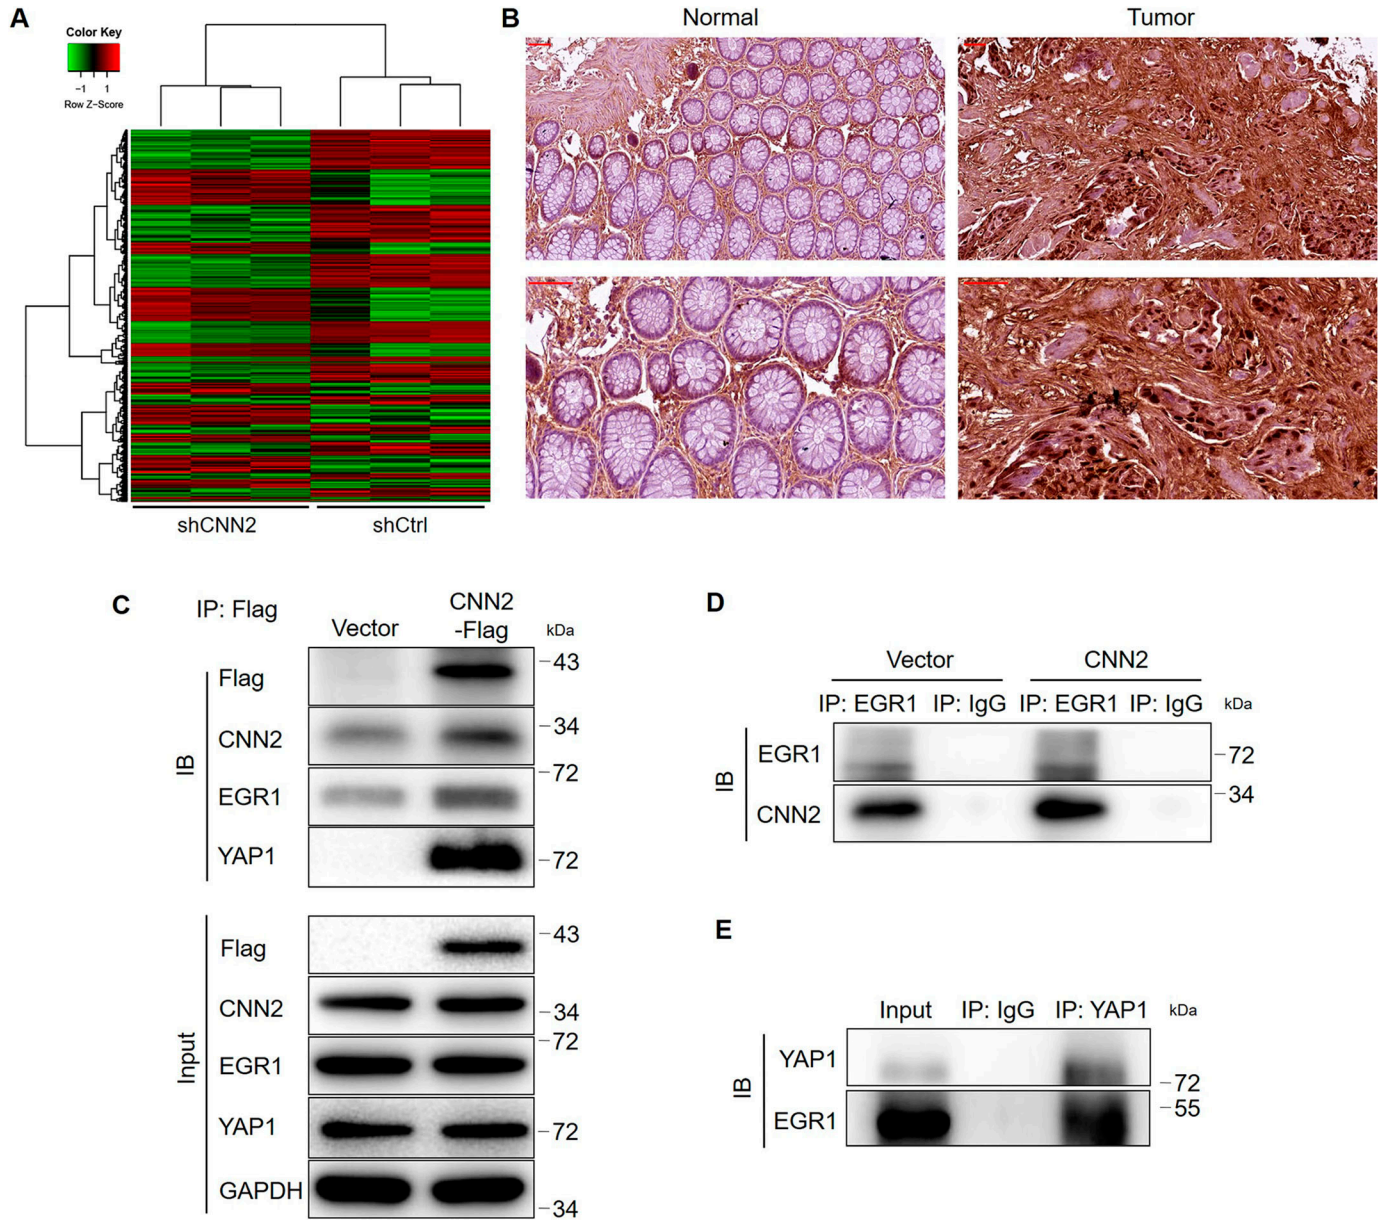 A
Color Key
−1 1
Row Z−Score
shCNN2 shCtrl
B
Normal Tumor
C
IP: Flag
Vector CNN2 -Flag kDa
IB
Flag 43
CNN2 34
72
EGR1
YAP1 72
Input
Flag 43
CNN2 34
72
EGR1
YAP1 72
GAPDH 34
D
Vector CNN2
IP: EGR1 IP: IgG IP: EGR1 IP: IgG kDa
IB
EGR1 72
34
CNN2
E
Input IP: IgG IP: YAP1 kDa
IB
YAP1 72
55
EGR1